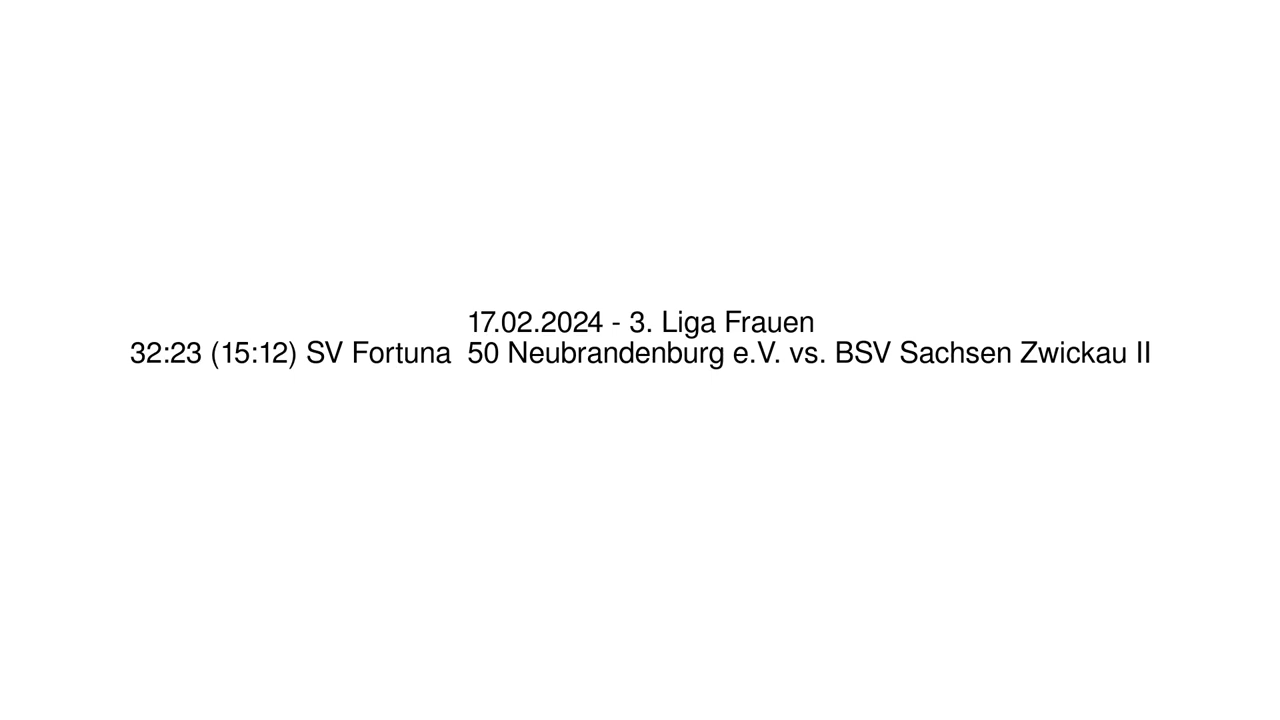 17.02.2024 - 3. Liga Frauen
32:23 (15:12) SV Fortuna  50 Neubrandenburg e.V. vs. BSV Sachsen Zwickau II